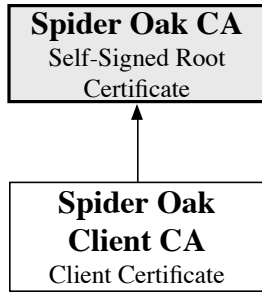 Spider Oak CA
Self-Signed Root
Certificate
Spider Oak
Client CA
Client Certificate